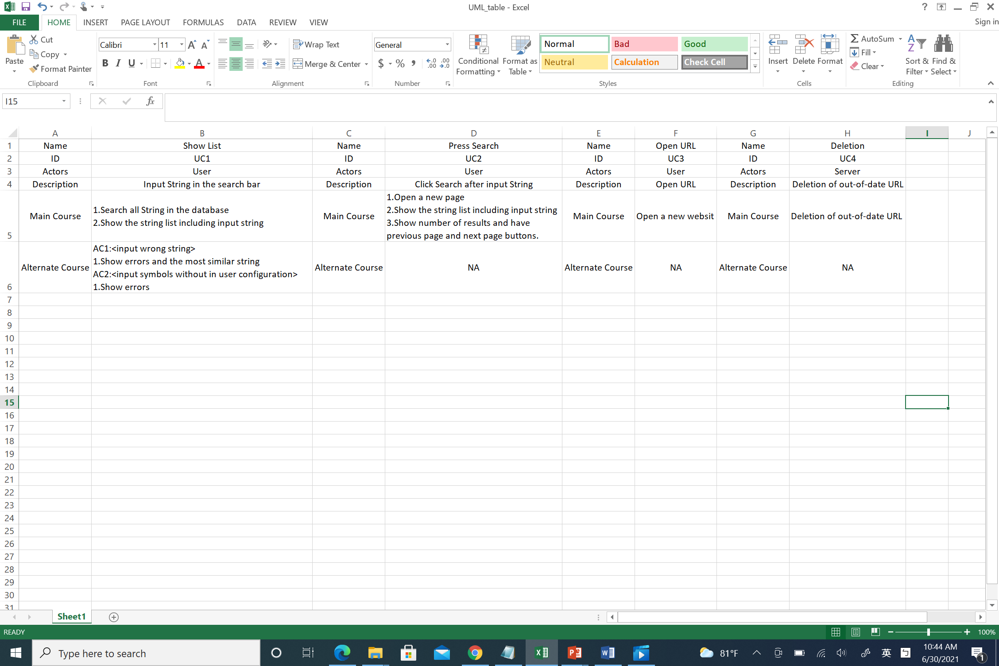 UML_table - Excel
?
FILE HOME INSERT PAGE LAYOUT FORMULAS DATA REVIEW VIEW
Sign in
Paste
Cut
Copy
Format Painter
Clipboard
Calibri 11
B I U
Font
Wrap Text
Merge & Center
Alignment
General
$ % ,
Number
Conditional Formatting
Format as Table
Normal Bad Good
Neutral Calculation Check Cell
Styles
Insert Delete Format
Cells
AutoSum
Fill
Clear
Sort & Filter
Find & Select
Editing
I15
fx
A B C D E F G H I J
1 Name Show List Name Press Search Name Open URL Name Deletion
2 ID UC1 ID UC2 ID UC3 ID UC4
3 Actors User Actors User Actors User Actors Server
4 Description Input String in the search bar Description Click Search after input String Description Open URL Description Deletion of out-of-date URL
5 Main Course
1.Search all String in the database
2.Show the string list including input string
Main Course
1.Open a new page
2.Show the string list including input string
3.Show number of results and have
previous page and next page buttons.
Main Course Open a new websit Main Course Deletion of out-of-date URL
6 Alternate Course
AC1:<input wrong string>
1.Show errors and the most similar string
AC2:<input symbols without in user configuration>
1.Show errors
Alternate Course NA Alternate Course NA Alternate Course NA
7
8
9
10
11
12
13
14
15
16
17
18
19
20
21
22
23
24
25
26
27
28
29
30
31
Sheet1
READY
100%
Type here to search
81°F
英
10:44 AM
6/30/2021
1